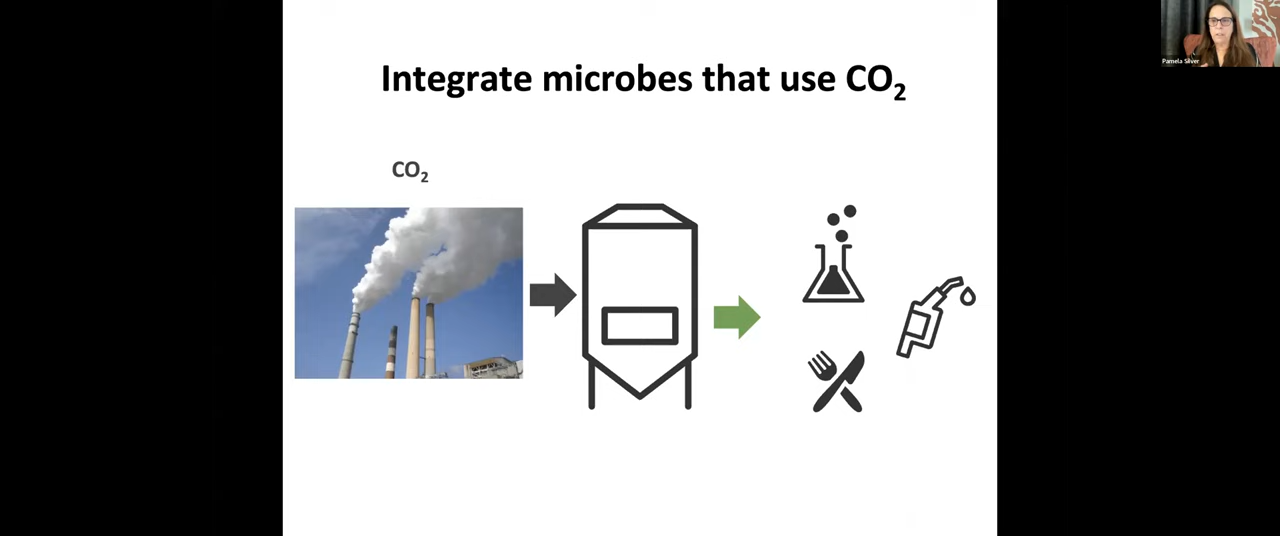 Integrate microbes that use CO₂
CO₂
Pamela Silver